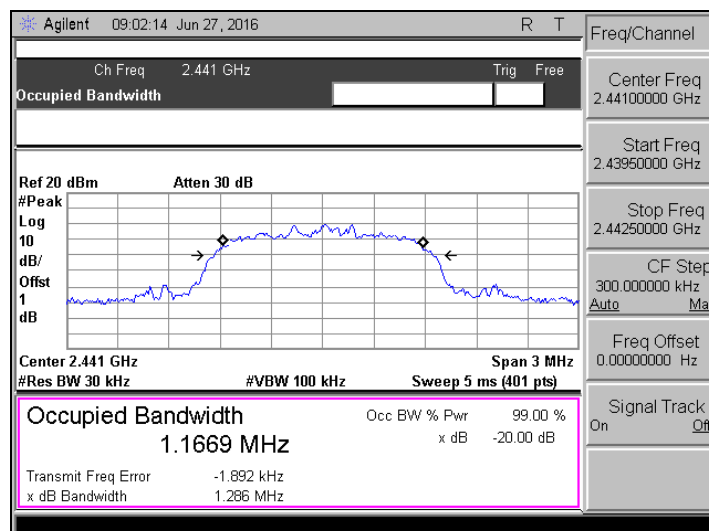 Agilent 09:02:14 Jun 27, 2016 R T
Ch Freq 2.441 GHz Trig Free
Occupied Bandwidth
Ref 20 dBm Atten 30 dB
#Peak
Log
10
dB/
Offst
1
dB
Center 2.441 GHz Span 3 MHz
#Res BW 30 kHz #VBW 100 kHz Sweep 5 ms (401 pts)
Occupied Bandwidth
1.1669 MHz
Occ BW % Pwr 99.00 %
x dB -20.00 dB
Transmit Freq Error -1.892 kHz
x dB Bandwidth 1.286 MHz
Freq/Channel
Center Freq
2.44100000 GHz
Start Freq
2.43950000 GHz
Stop Freq
2.44250000 GHz
CF Step
300.000000 kHz
Auto Ma
Freq Offset
0.00000000 Hz
Signal Track
On Off